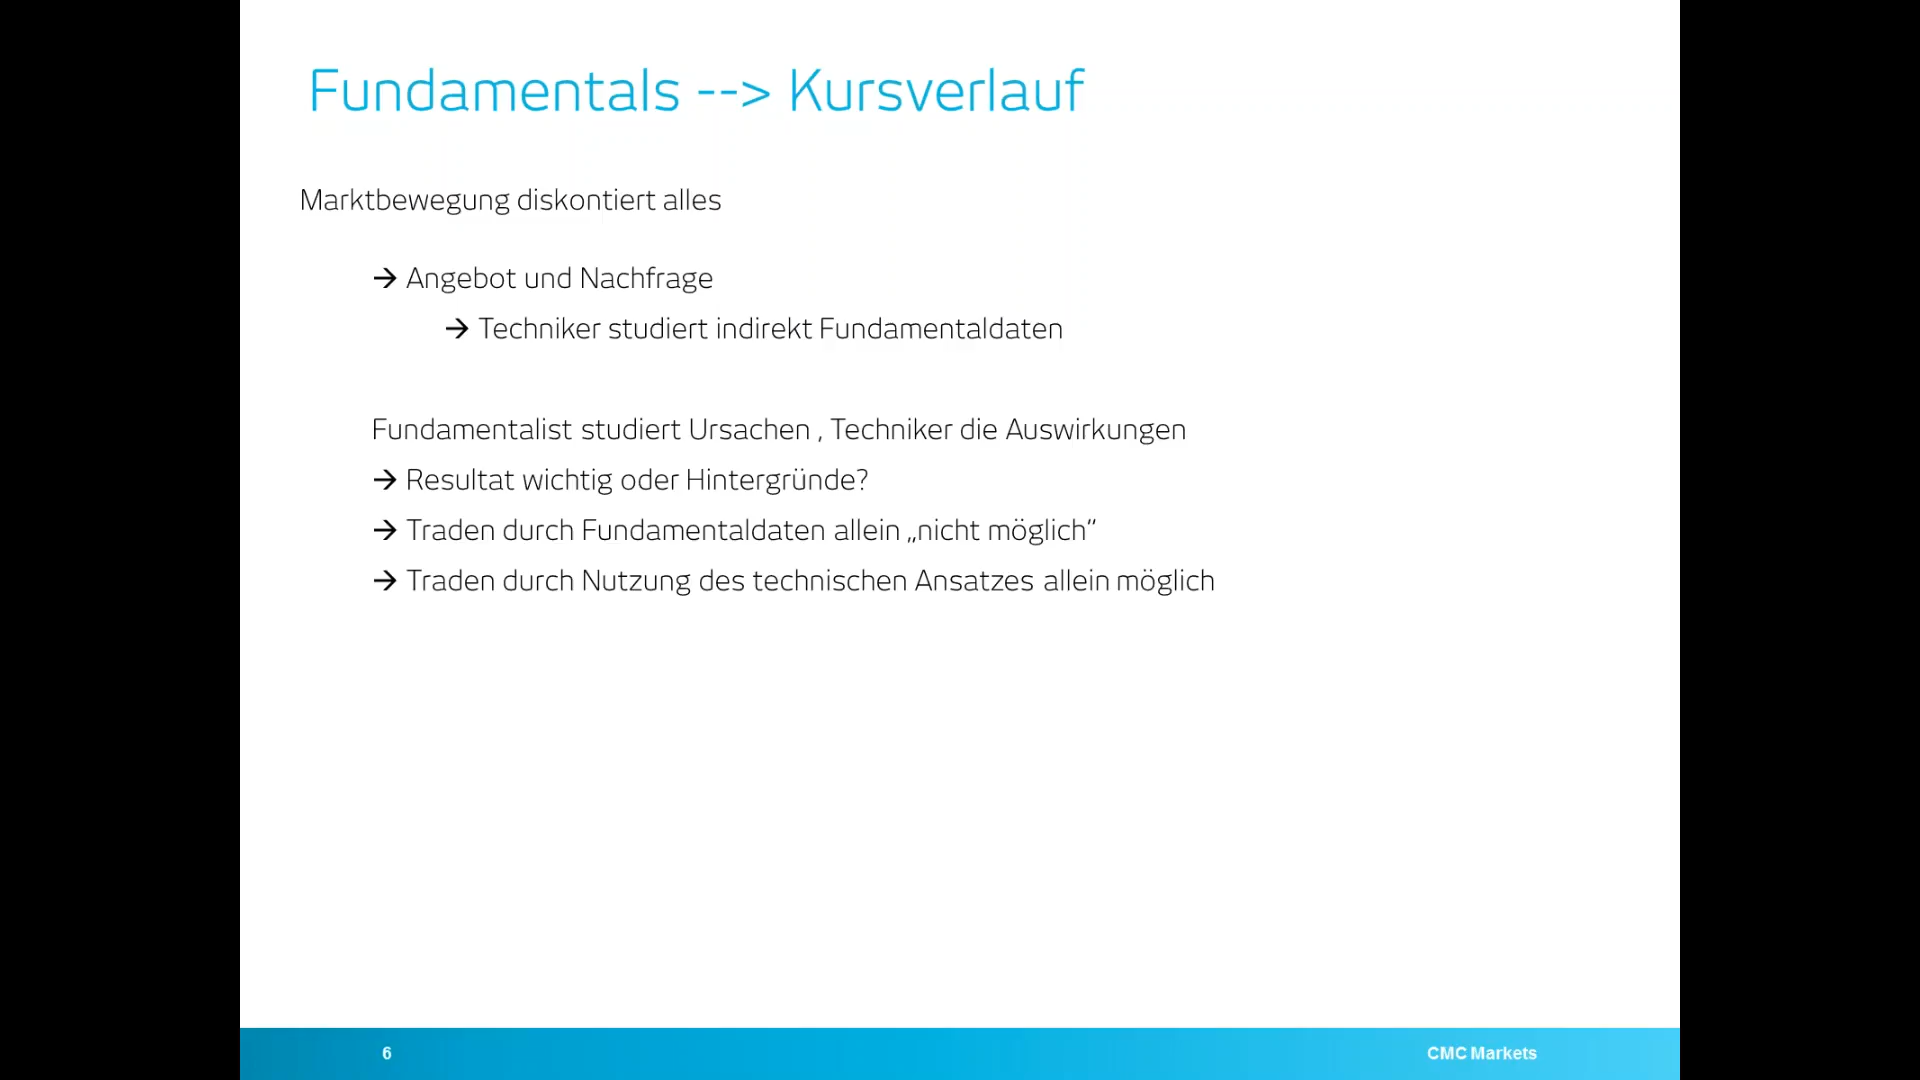 Fundamentals --> Kursverlauf
Marktbewegung diskontiert alles
→ Angebot und Nachfrage
→ Techniker studiert indirekt Fundamentaldaten
Fundamentalist studiert Ursachen , Techniker die Auswirkungen
→ Resultat wichtig oder Hintergründe?
→ Traden durch Fundamentaldaten allein „nicht möglich“
→ Traden durch Nutzung des technischen Ansatzes allein möglich
6
CMC Markets